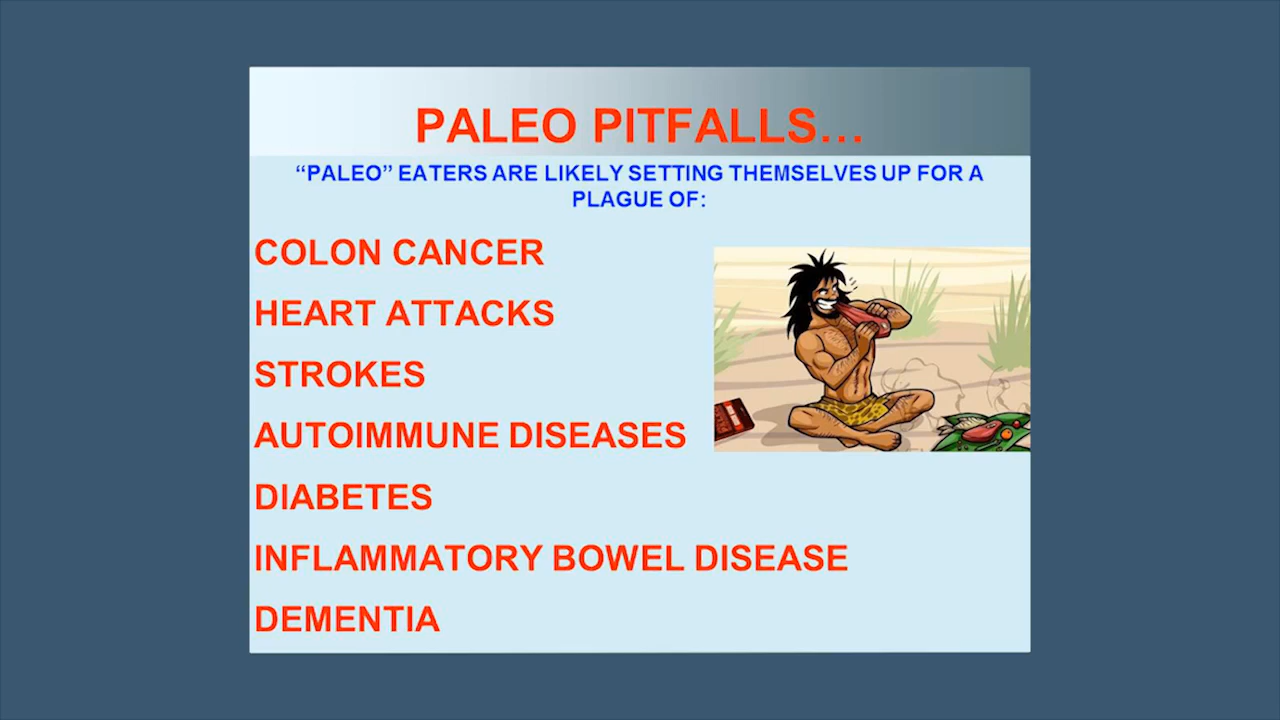 PALEO PITFALLS…
“PALEO” EATERS ARE LIKELY SETTING THEMSELVES UP FOR A
PLAGUE OF:
COLON CANCER
HEART ATTACKS
STROKES
AUTOIMMUNE DISEASES
DIABETES
INFLAMMATORY BOWEL DISEASE
DEMENTIA